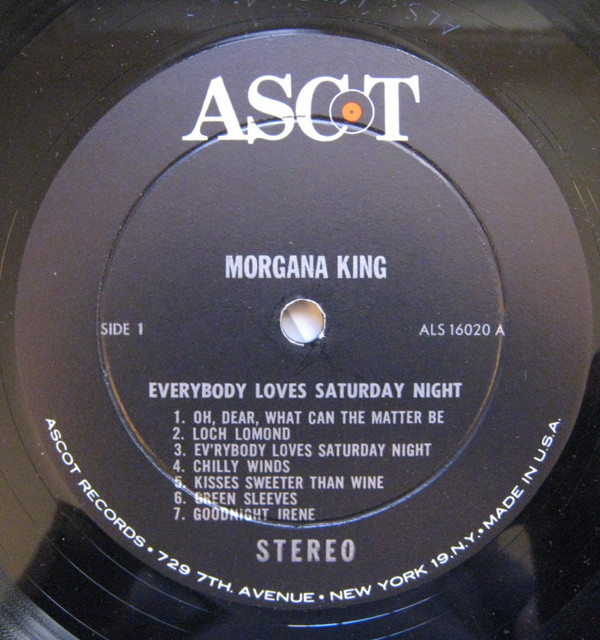 ASCOT
MORGANA KING
SIDE 1
ALS 16020 A
EVERYBODY LOVES SATURDAY NIGHT
1. OH, DEAR, WHAT CAN THE MATTER BE
2. LOCH LOMOND
3. EV'RYBODY LOVES SATURDAY NIGHT
4. CHILLY WINDS
5. KISSES SWEETER THAN WINE
6. GREEN SLEEVES
7. GOODNIGHT IRENE
STEREO
ASCOT RECORDS • 729 7TH. AVENUE • NEW YORK 19.N.Y. • MADE IN U.S.A.